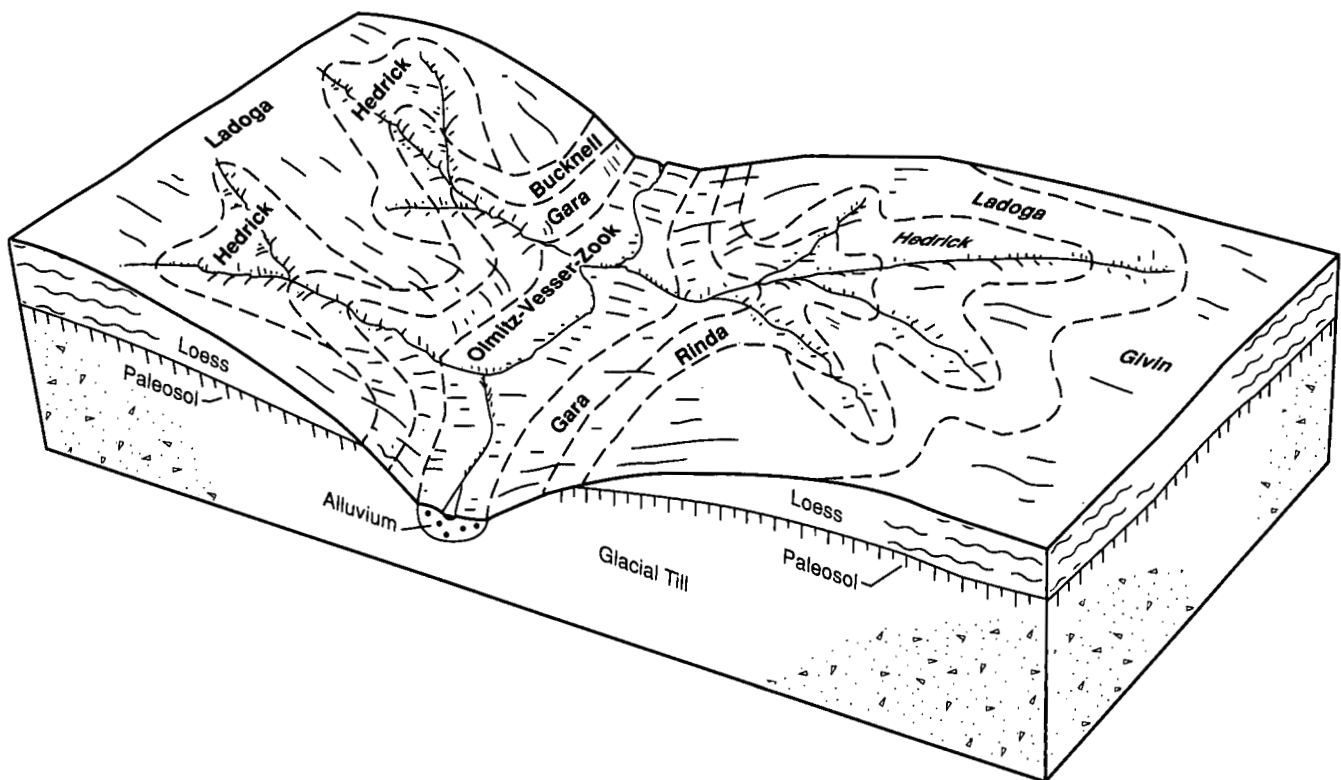 Hedrick
Ladoga
Bucknell
Gara
Ladoga
Hedrick
Hedrick
Olmitz-Vesser-Zook
Rinda
Givin
Loess
Paleosol
Gara
Loess
Alluvium
Glacial Till
Paleosol